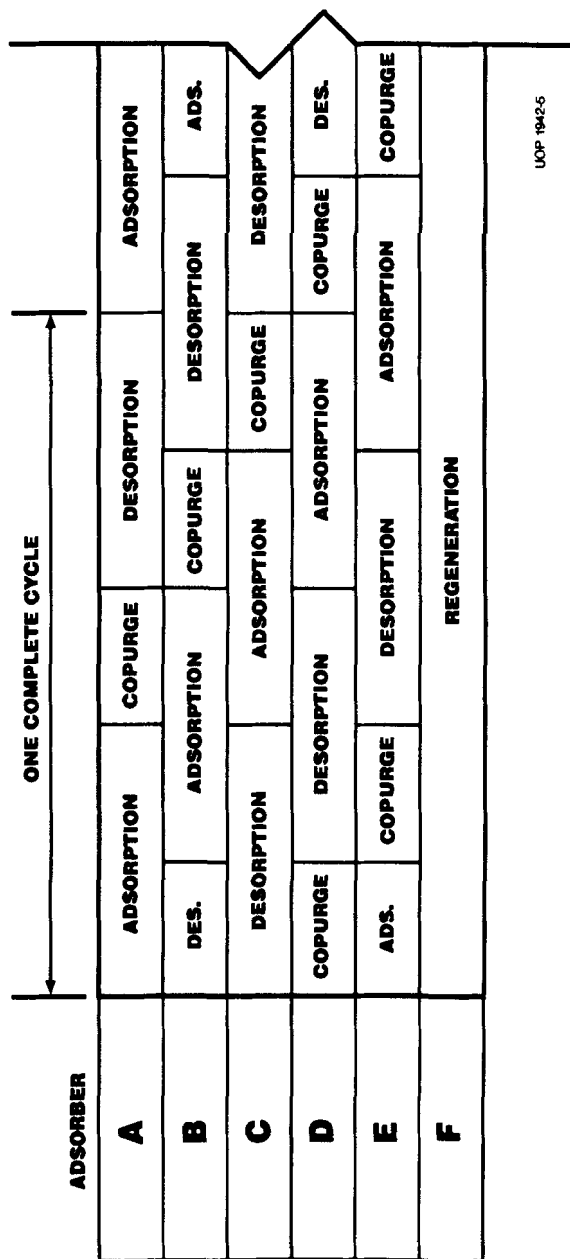 ONE COMPLETE CYCLE
ADSORBER
A ADSORPTION COPURGE DESORPTION ADSORPTION
B DES. ADSORPTION COPURGE DESORPTION ADS.
C DESORPTION ADSORPTION COPURGE DESORPTION
D COPURGE DESORPTION ADSORPTION COPURGE DES.
E ADS. COPURGE DESORPTION ADSORPTION COPURGE
F REGENERATION
UOP 1942-5